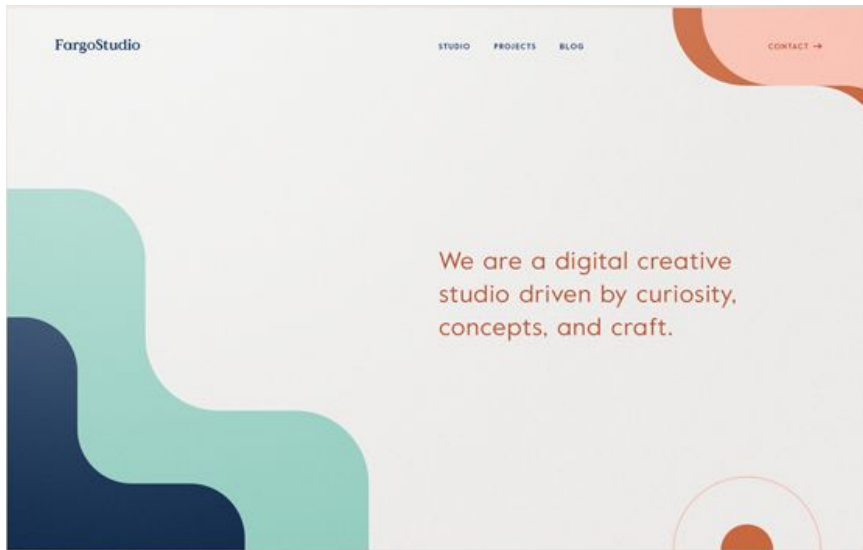 FargoStudio
STUDIO PROJECTS BLOG
CONTACT →
We are a digital creative
studio driven by curiosity,
concepts, and craft.